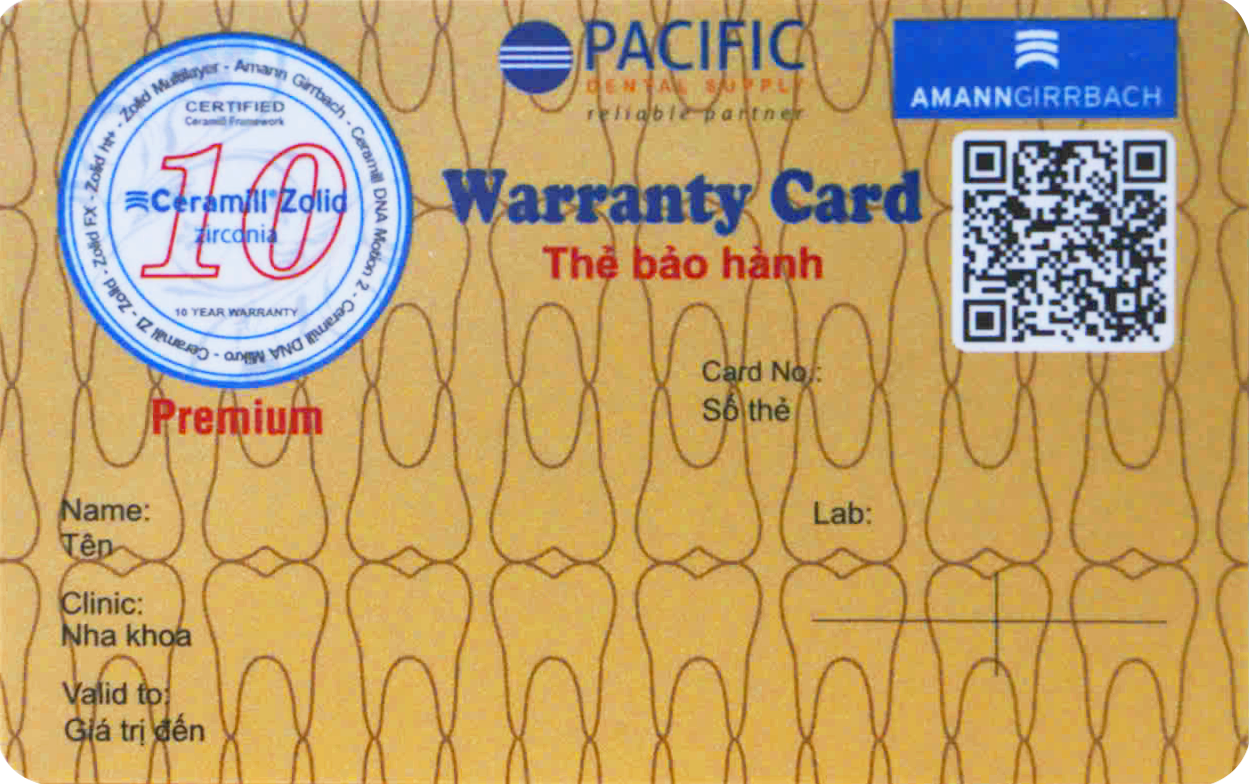 PACIFIC
DENTAL SUPPLY
reliable partner
AMANNGIRRBACH
Zolid Multilayer - Amann Girrbach - Ceramill DNA Motion 2 - Ceramill DNA Mikro - Ceramill ZI - Zolid - Zolid FX - Zolid ht+ -
CERTIFIED
Ceramill Framework
10
Ceramill® Zolid
zirconia
10 YEAR WARRANTY
Premium
Warranty Card
Thẻ bảo hành
Card No.:
Số thẻ
Name:
Tên
Lab:
Clinic:
Nha khoa
Valid to:
Giá trị đến